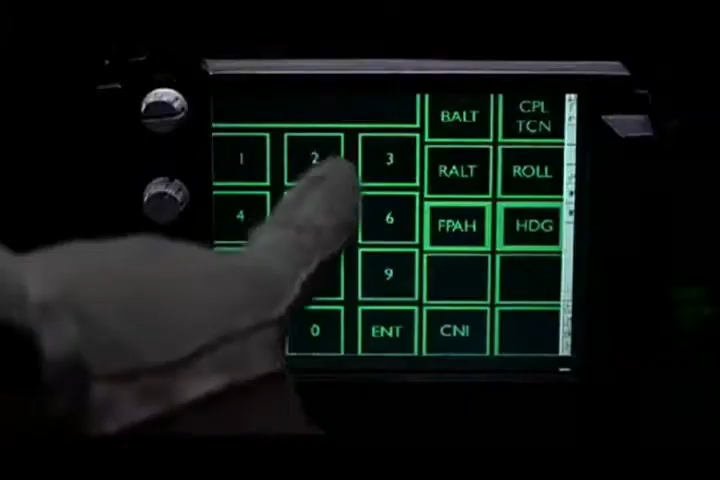 BALT
CPL
TCN
1 2 3 RALT ROLL
4 6 FPAH HDG
9
0 ENT CNI